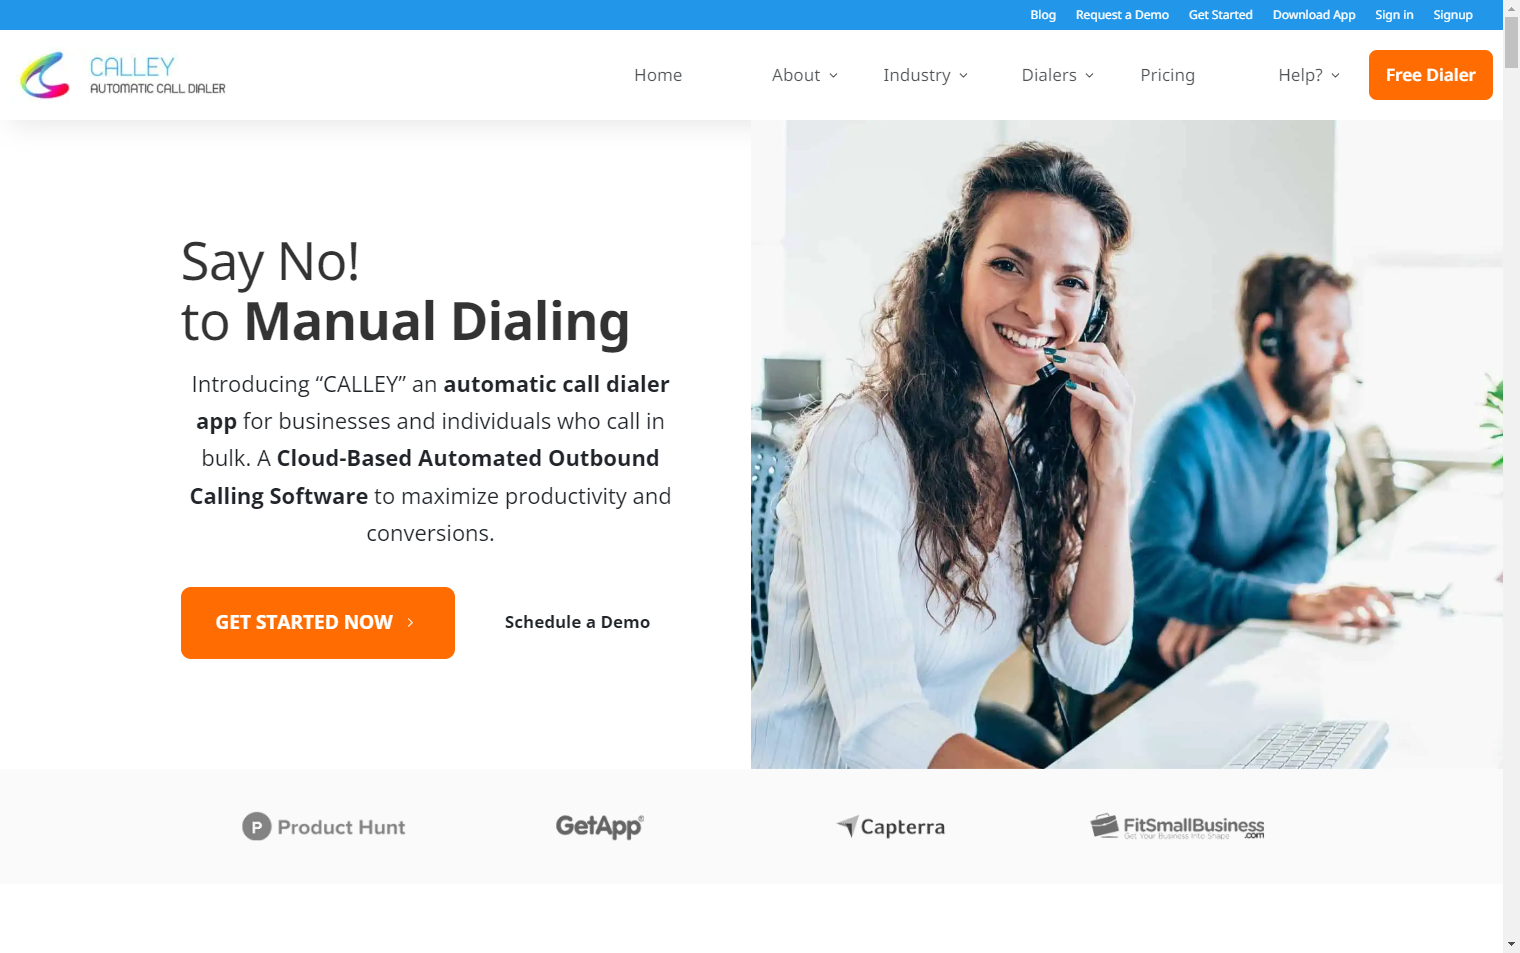 Blog Request a Demo Get Started Download App Sign in Signup
CALLEY
AUTOMATIC CALL DIALER
Home About Industry Dialers Pricing Help? Free Dialer
Say No!
to Manual Dialing
Introducing “CALLEY” an automatic call dialer
app for businesses and individuals who call in
bulk. A Cloud-Based Automated Outbound
Calling Software to maximize productivity and
conversions.
GET STARTED NOW Schedule a Demo
P Product Hunt GetApp® Capterra FitSmallBusiness
Get Your Business Into Shape .com